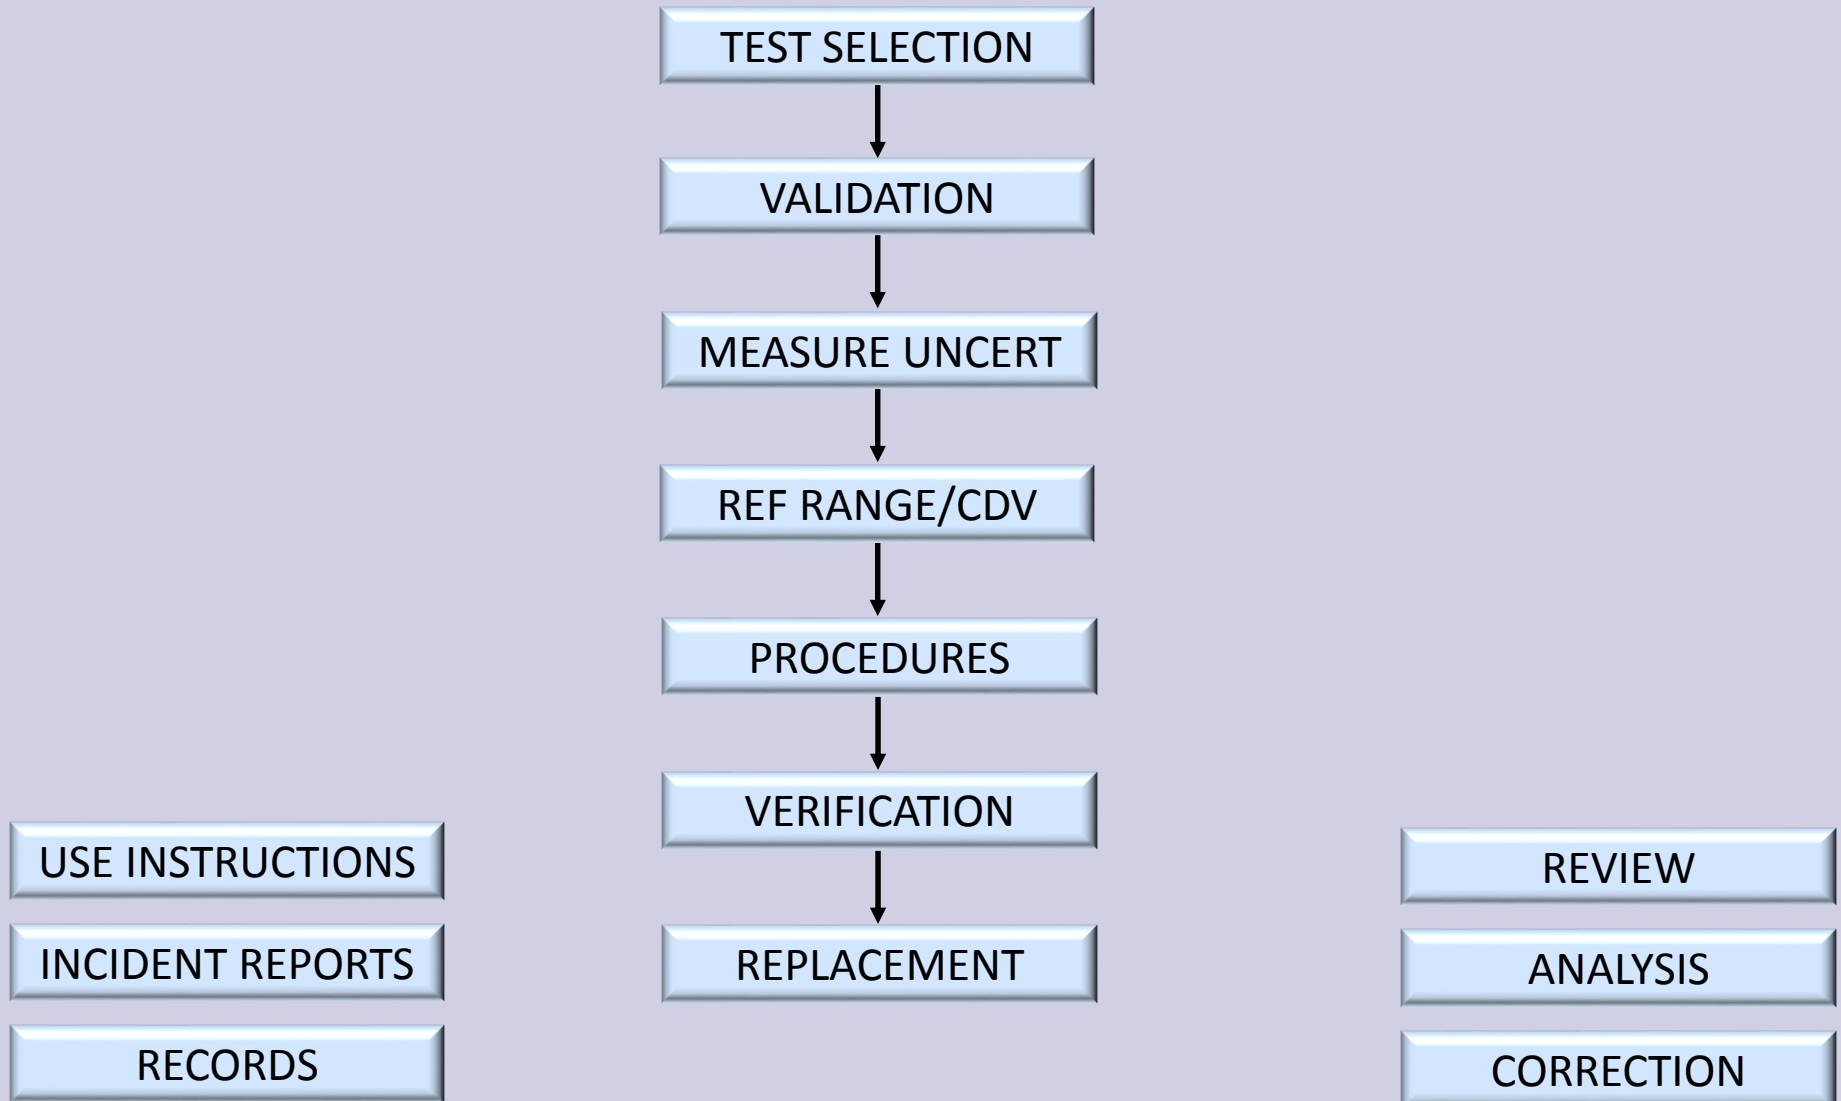 TEST SELECTION
VALIDATION
MEASURE UNCERT
REF RANGE/CDV
PROCEDURES
VERIFICATION
REPLACEMENT
USE INSTRUCTIONS
INCIDENT REPORTS
RECORDS
REVIEW
ANALYSIS
CORRECTION